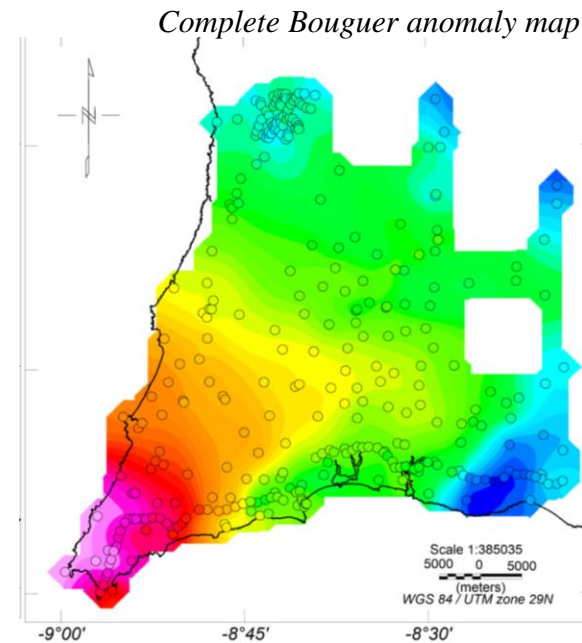 Complete Bouguer anomaly map
N
Scale 1:385035
5000 0 5000
(meters)
WGS 84 / UTM zone 29N
-9°00' -8°45' -8°30'